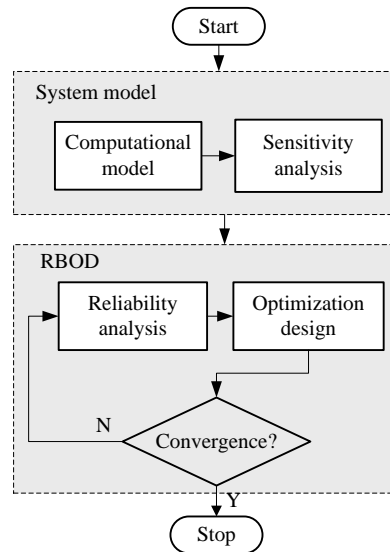 Start
System model
Computational
model
Sensitivity
analysis
RBOD
Reliability
analysis
Optimization
design
N
Convergence?
Y
Stop